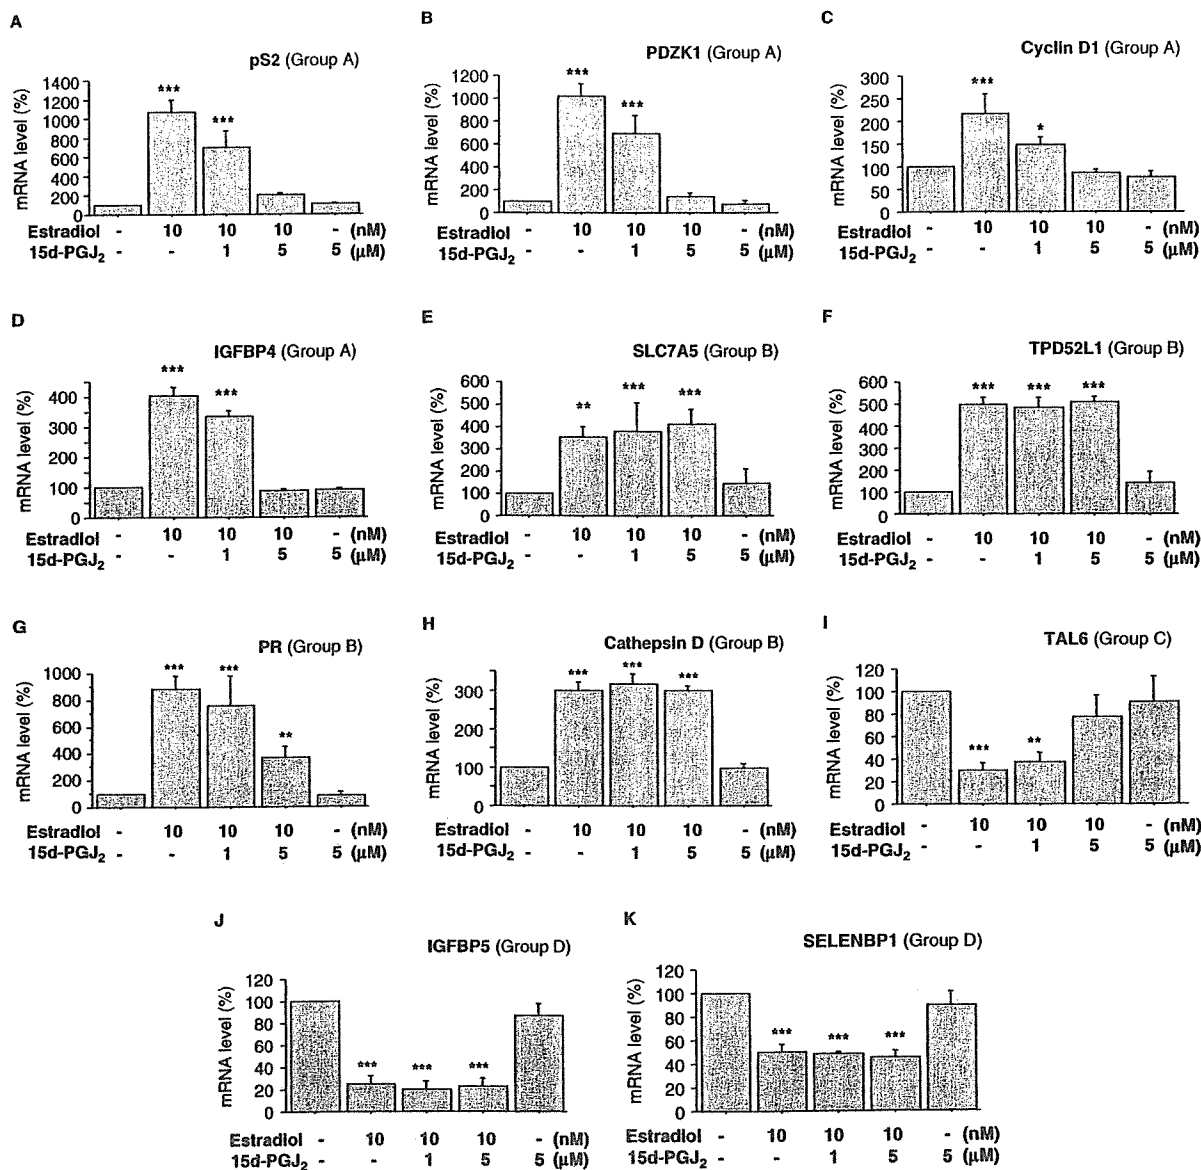 A
pS2 (Group A)
mRNA level (%)
1400
1200
1000
800
600
400
200
0
***
***
Estradiol - 10 10 10 - (nM)
15d-PGJ2 - - 1 5 5 (μM)
B
PDZK1 (Group A)
mRNA level (%)
1200
1000
800
600
400
200
0
***
***
Estradiol - 10 10 10 - (nM)
15d-PGJ2 - - 1 5 5 (μM)
C
Cyclin D1 (Group A)
mRNA level (%)
300
250
200
150
100
50
0
***
*
Estradiol - 10 10 10 - (nM)
15d-PGJ2 - - 1 5 5 (μM)
D
IGFBP4 (Group A)
mRNA level (%)
400
300
200
100
0
***
***
Estradiol - 10 10 10 - (nM)
15d-PGJ2 - - 1 5 5 (μM)
E
SLC7A5 (Group B)
mRNA level (%)
600
500
400
300
200
100
0
**
***
***
Estradiol - 10 10 10 - (nM)
15d-PGJ2 - - 1 5 5 (μM)
F
TPD52L1 (Group B)
mRNA level (%)
600
500
400
300
200
100
0
***
***
***
Estradiol - 10 10 10 - (nM)
15d-PGJ2 - - 1 5 5 (μM)
G
PR (Group B)
mRNA level (%)
1000
800
600
400
200
0
***
***
**
Estradiol - 10 10 10 - (nM)
15d-PGJ2 - - 1 5 5 (μM)
H
Cathepsin D (Group B)
mRNA level (%)
300
200
100
0
***
***
***
Estradiol - 10 10 10 - (nM)
15d-PGJ2 - - 1 5 5 (μM)
I
TAL6 (Group C)
mRNA level (%)
120
100
80
60
40
20
0
***
**
Estradiol - 10 10 10 - (nM)
15d-PGJ2 - - 1 5 5 (μM)
J
IGFBP5 (Group D)
mRNA level (%)
120
100
80
60
40
20
0
***
***
***
Estradiol - 10 10 10 - (nM)
15d-PGJ2 - - 1 5 5 (μM)
K
SELENBP1 (Group D)
mRNA level (%)
120
100
80
60
40
20
0
***
***
***
Estradiol - 10 10 10 - (nM)
15d-PGJ2 - - 1 5 5 (μM)